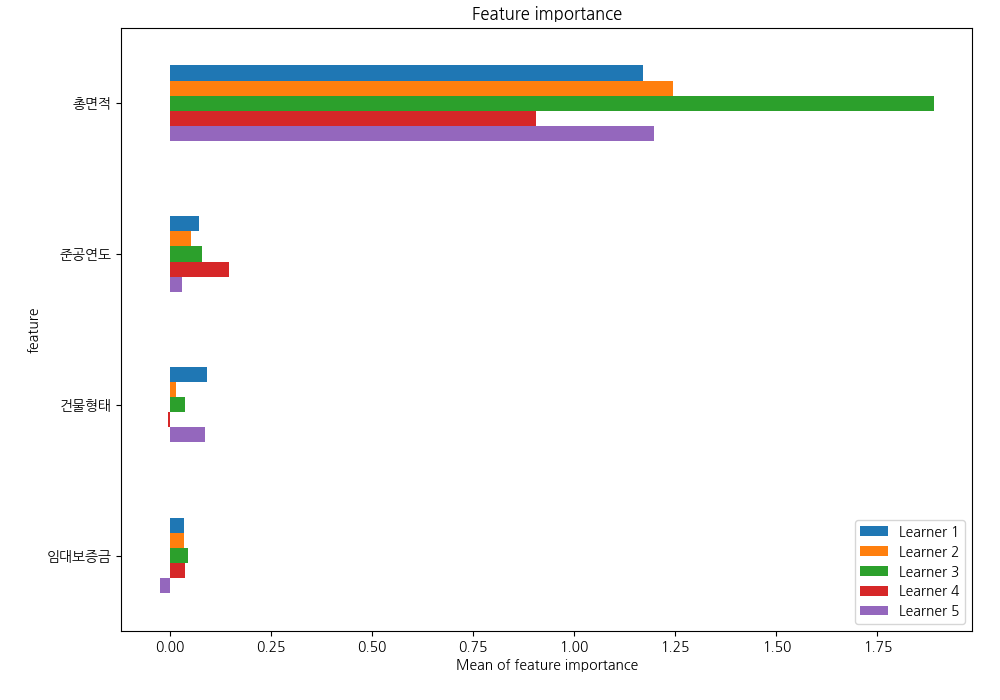 Feature importance
총면적
준공연도
건물형태
임대보증금
feature
Learner 1
Learner 2
Learner 3
Learner 4
Learner 5
0.00 0.25 0.50 0.75 1.00 1.25 1.50 1.75
Mean of feature importance